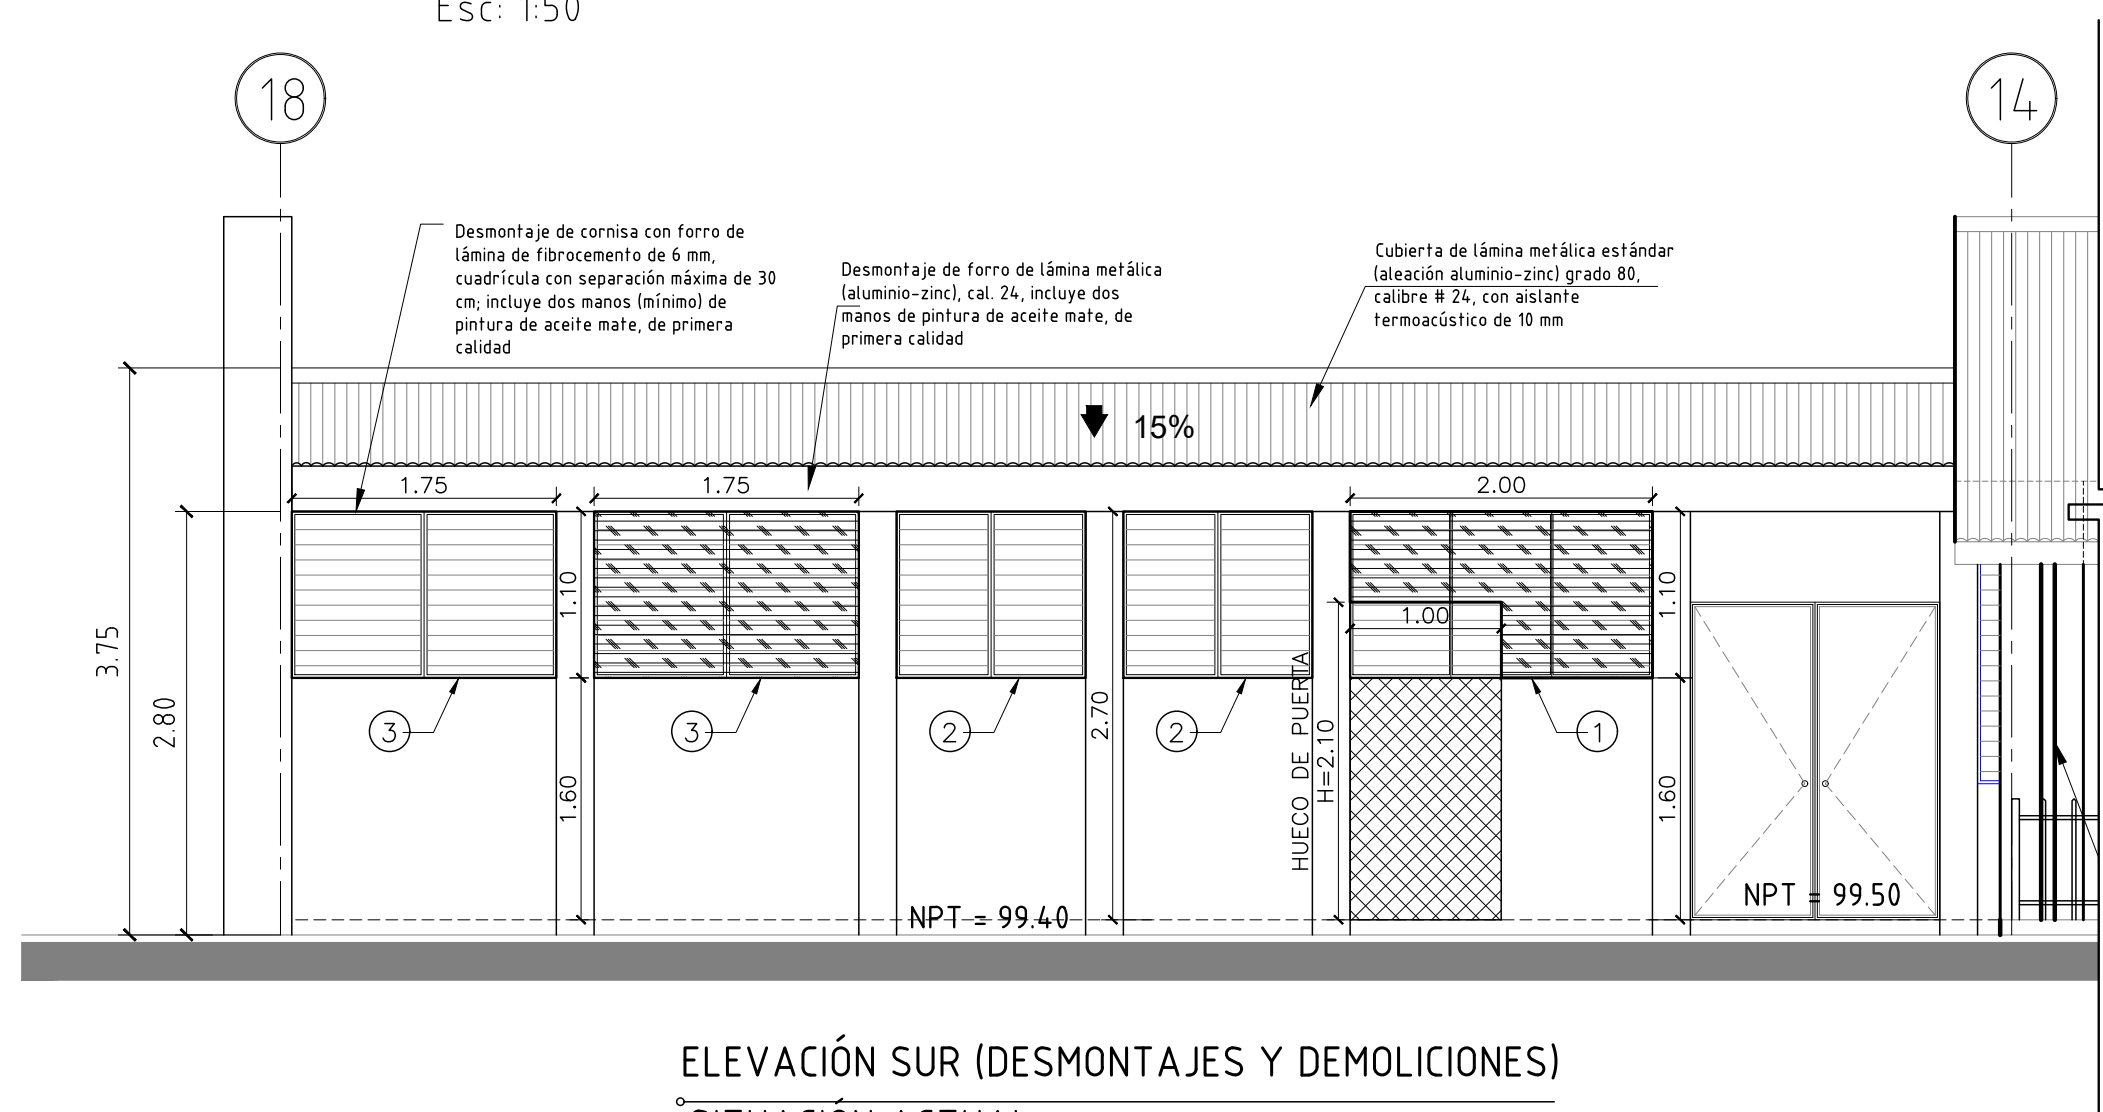 Esc: 1:50
18
14
Desmontaje de cornisa con forro de
lámina de fibrocemento de 6 mm,
cuadrícula con separación máxima de 30
cm; incluye dos manos (mínimo) de
pintura de aceite mate, de primera
calidad
Desmontaje de forro de lámina metálica
(aluminio-zinc), cal. 24, incluye dos
manos de pintura de aceite mate, de
primera calidad
Cubierta de lámina metálica estándar
(aleación aluminio-zinc) grado 80,
calibre # 24, con aislante
termoacústico de 10 mm
15%
1.75
1.75
2.00
3.75
2.80
1.10
1.60
2.70
1.00
HUECO DE PUERTA
H=2.10
1.10
1.60
3
3
2
2
1
NPT = 99.40
NPT = 99.50
ELEVACIÓN SUR (DESMONTAJES Y DEMOLICIONES)
SITUACIÓN ACTUAL